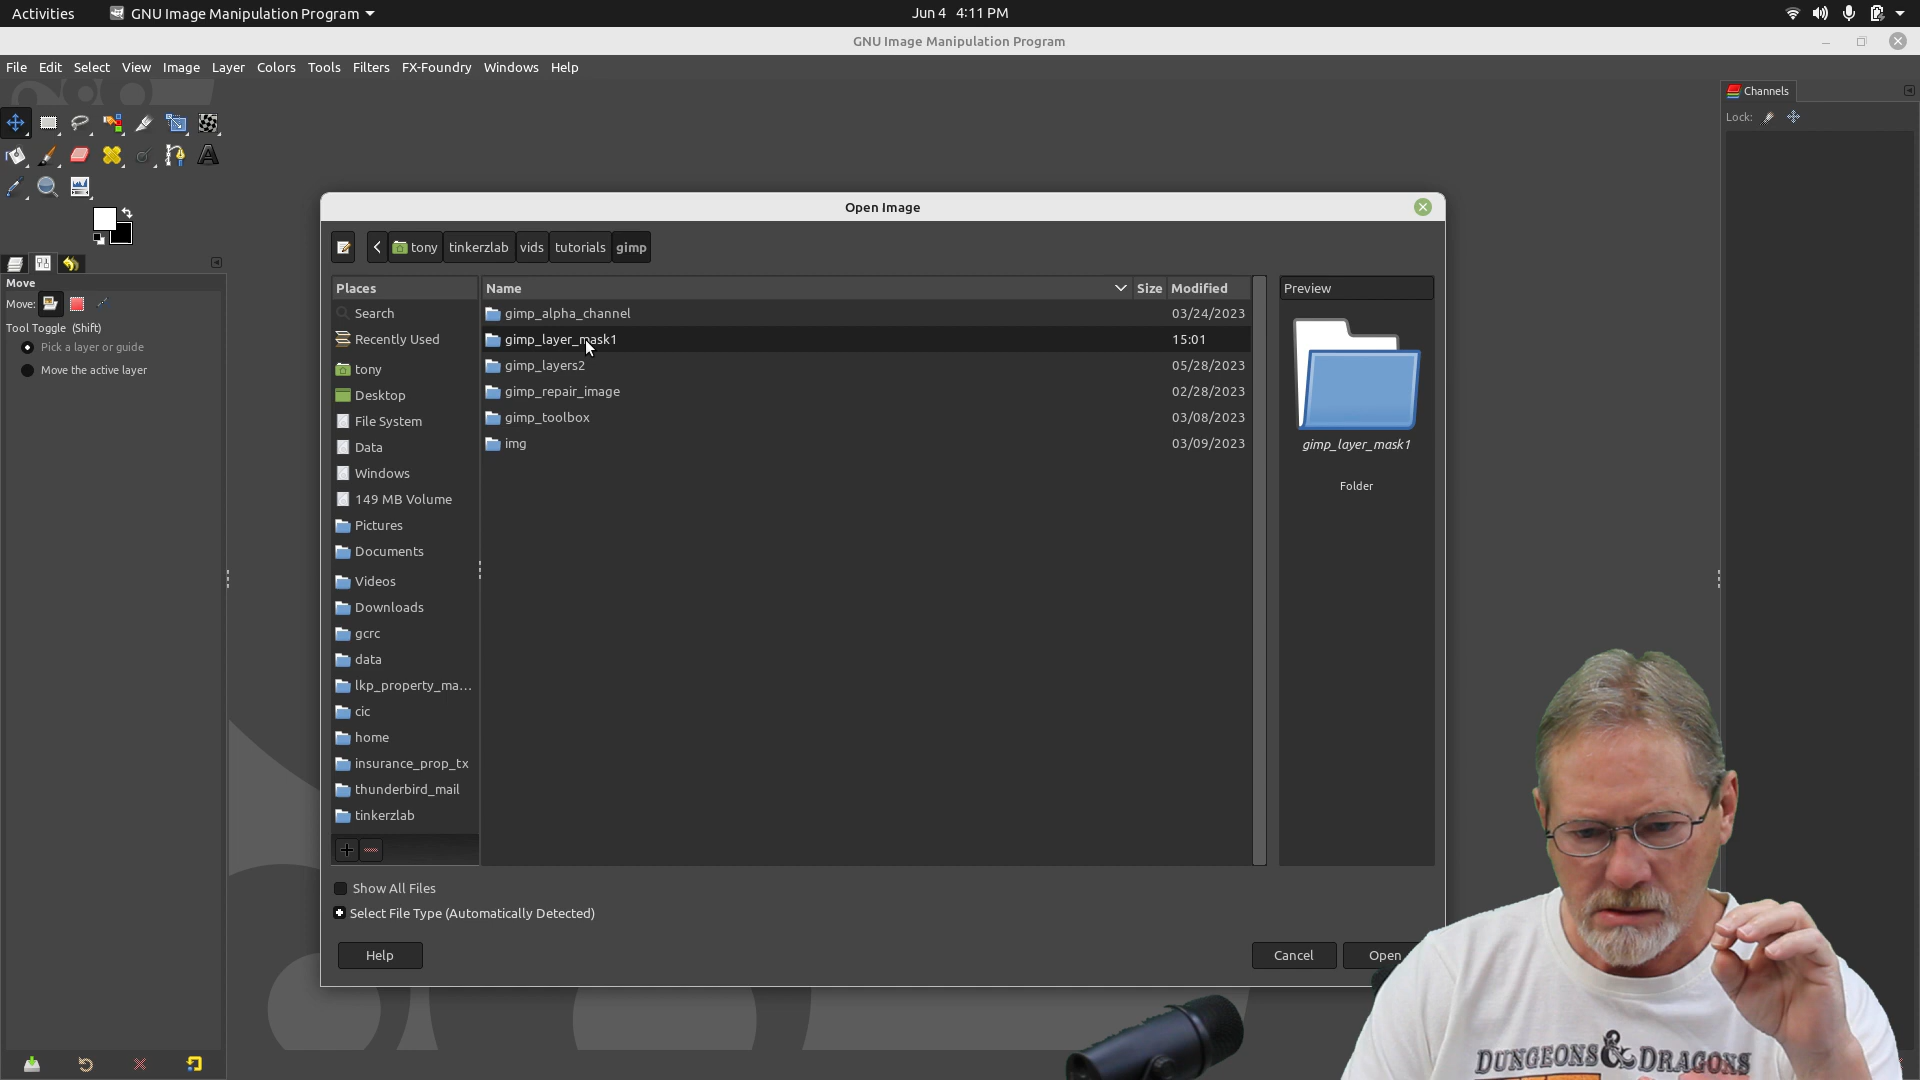 Activities
GNU Image Manipulation Program
Jun 4 4:11 PM
GNU Image Manipulation Program
File Edit Select View Image Layer Colors Tools Filters FX-Foundry Windows Help
Channels
Lock:
Move
Move:
Tool Toggle (Shift)
Pick a layer or guide
Move the active layer
Open Image
tony tinkerzlab vids tutorials gimp
Places
Search
Recently Used
tony
Desktop
File System
Data
Windows
149 MB Volume
Pictures
Documents
Videos
Downloads
gcrc
data
lkp_property_ma...
cic
home
insurance_prop_tx
thunderbird_mail
tinkerzlab
Name Size Modified
gimp_alpha_channel 03/24/2023
gimp_layer_mask1 15:01
gimp_layers2 05/28/2023
gimp_repair_image 02/28/2023
gimp_toolbox 03/08/2023
img 03/09/2023
Preview
gimp_layer_mask1
Folder
Show All Files
Select File Type (Automatically Detected)
Help
Cancel
Open
DUNGEONS & DRAGONS